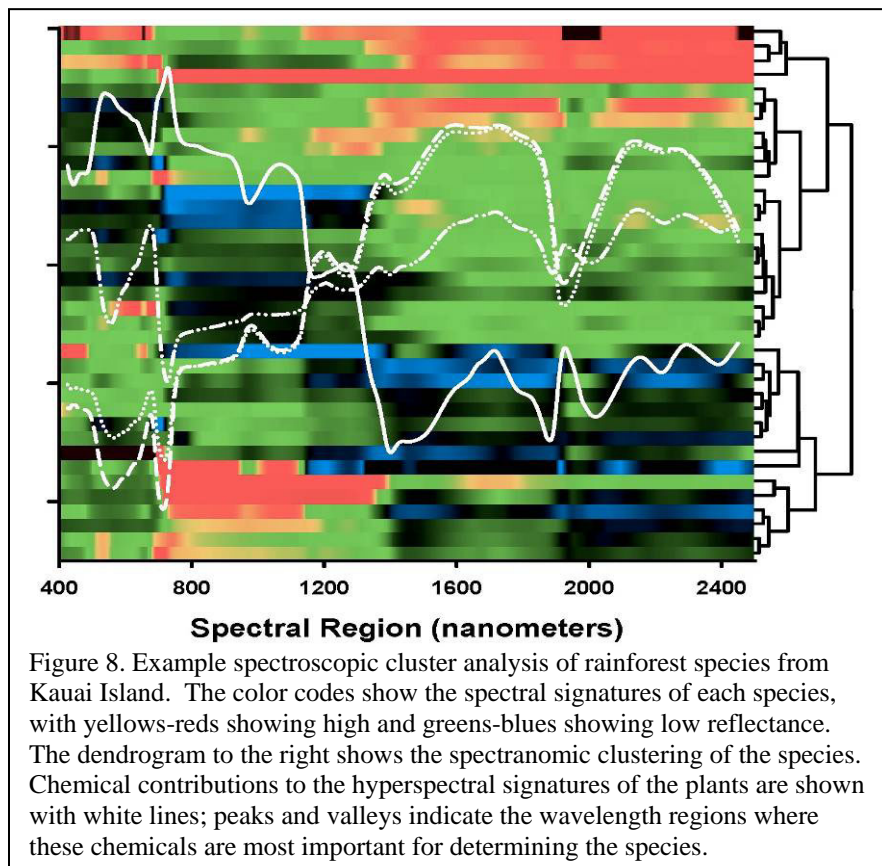 400 800 1200 1600 2000 2400
Spectral Region (nanometers)
Figure 8. Example spectroscopic cluster analysis of rainforest species from
Kauai Island. The color codes show the spectral signatures of each species,
with yellows-reds showing high and greens-blues showing low reflectance.
The dendrogram to the right shows the spectranomic clustering of the species.
Chemical contributions to the hyperspectral signatures of the plants are shown
with white lines; peaks and valleys indicate the wavelength regions where
these chemicals are most important for determining the species.